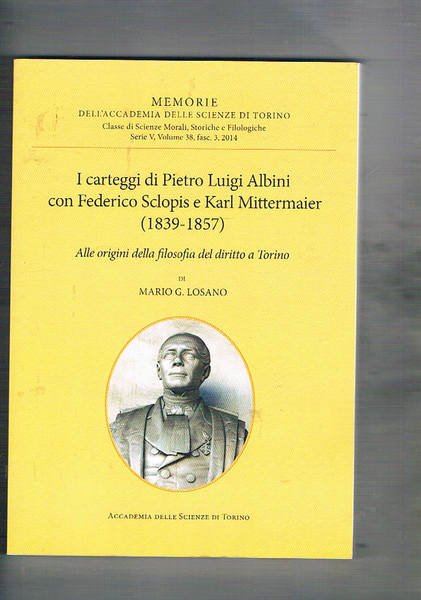 MEMORIE
DELL'ACCADEMIA DELLE SCIENZE DI TORINO
Classe di Scienze Morali, Storiche e Filologiche
Serie V, Volume 38, fasc. 3, 2014
I carteggi di Pietro Luigi Albini
con Federico Sclopis e Karl Mittermaier
(1839-1857)
Alle origini della filosofia del diritto a Torino
DI
MARIO G. LOSANO
ACCADEMIA DELLE SCIENZE DI TORINO